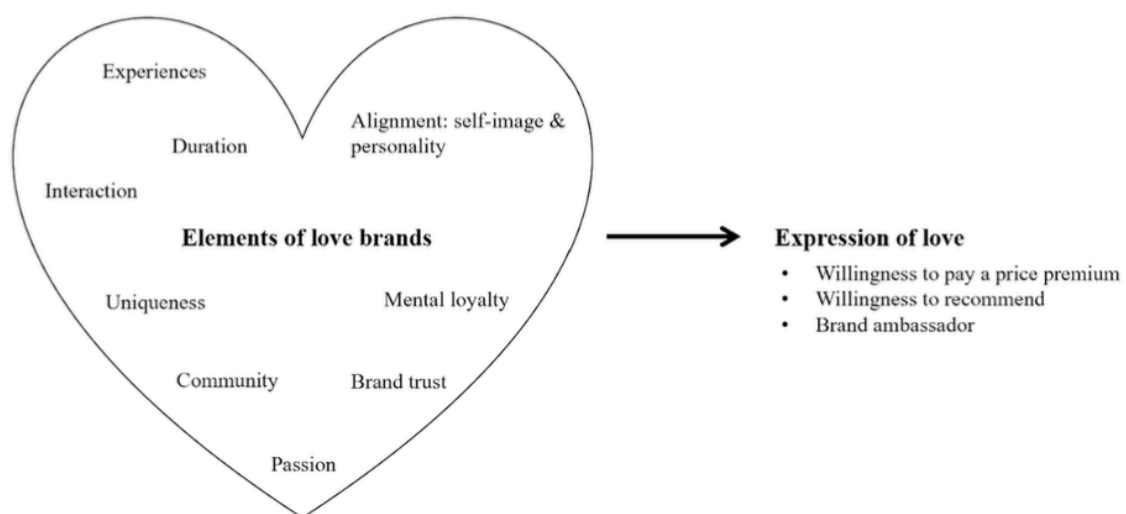 Experiences
Alignment: self-image &
personality
Duration
Interaction
Elements of love brands
Uniqueness
Mental loyalty
Community
Brand trust
Passion
Expression of love
• Willingness to pay a price premium
• Willingness to recommend
• Brand ambassador